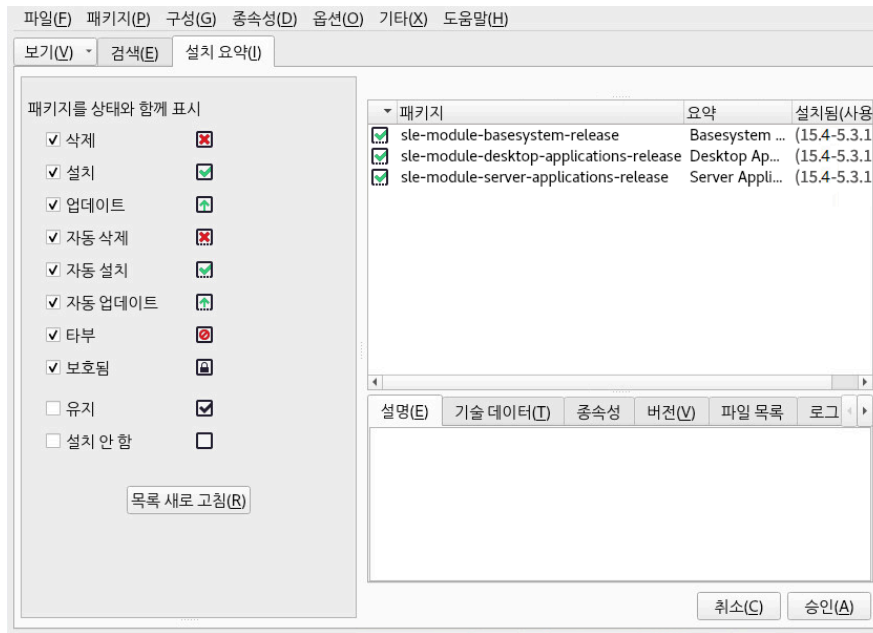 파일(F) 패키지(P) 구성(G) 종속성(D) 옵션(O) 기타(X) 도움말(H)
보기(V) 검색(E) 설치 요약(I)
패키지를 상태와 함께 표시
삭제
설치
업데이트
자동 삭제
자동 설치
자동 업데이트
타부
보호됨
유지
설치 안 함
목록 새로 고침(R)
패키지 요약 설치됨(사용
sle-module-basesystem-release Basesystem ... (15.4-5.3.1
sle-module-desktop-applications-release Desktop Ap... (15.4-5.3.1
sle-module-server-applications-release Server Appli... (15.4-5.3.1
설명(E) 기술 데이터(T) 종속성 버전(V) 파일 목록 로그
취소(C) 승인(A)